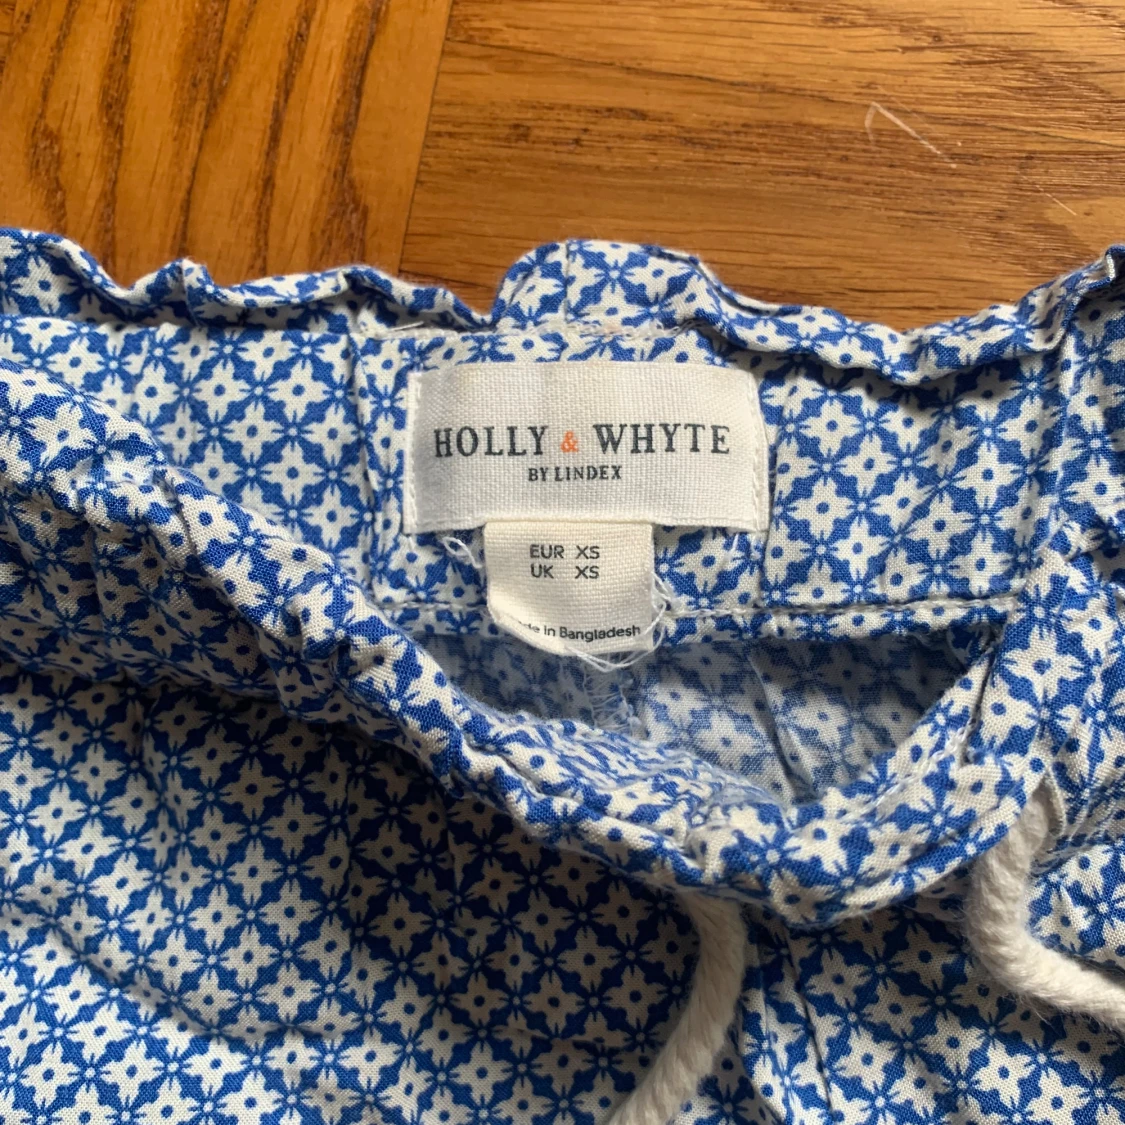 HOLLY & WHYTE
BY LINDEX
EUR XS
UK XS
in Bangladesh